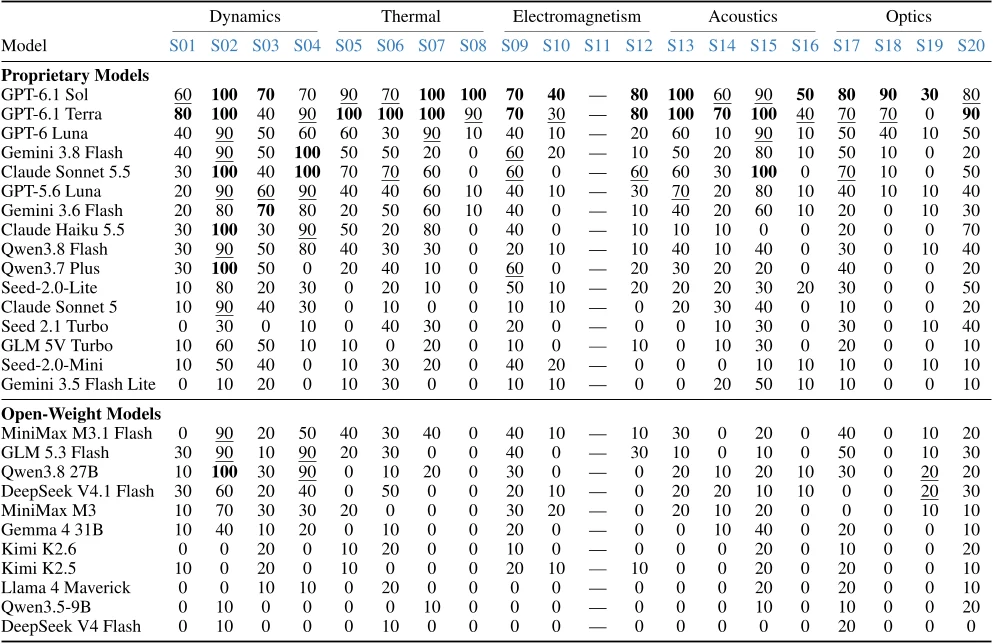 Dynamics Thermal Electromagnetism Acoustics Optics
Model S01 S02 S03 S04 S05 S06 S07 S08 S09 S10 S11 S12 S13 S14 S15 S16 S17 S18 S19 S20
Proprietary Models
GPT-6.1 Sol 60 100 70 70 90 70 100 100 70 40 — 80 100 60 90 50 80 90 30 80
GPT-6.1 Terra 80 100 40 90 100 100 100 90 70 30 — 80 100 70 100 40 70 70 0 90
GPT-6 Luna 40 90 50 60 60 30 90 10 40 10 — 20 60 10 90 10 50 40 10 50
Gemini 3.8 Flash 40 90 50 100 50 50 20 0 60 20 — 10 50 20 80 10 50 10 0 20
Claude Sonnet 5.5 30 100 40 100 70 70 60 0 60 0 — 60 60 30 100 0 70 10 0 50
GPT-5.6 Luna 20 90 60 90 40 40 60 10 40 10 — 30 70 20 80 10 40 10 10 40
Gemini 3.6 Flash 20 80 70 80 20 50 60 10 40 0 — 10 40 20 60 10 20 0 10 30
Claude Haiku 5.5 30 100 30 90 50 20 80 0 40 0 — 10 10 10 0 0 20 0 0 70
Qwen3.8 Flash 30 90 50 80 40 30 30 0 20 10 — 10 40 10 40 0 30 0 10 40
Qwen3.7 Plus 30 100 50 0 20 40 10 0 60 0 — 20 30 20 20 0 40 0 0 20
Seed-2.0-Lite 10 80 20 30 0 20 10 0 50 10 — 20 20 20 30 20 30 0 0 50
Claude Sonnet 5 10 90 40 30 0 10 0 0 10 10 — 0 20 30 40 0 10 0 0 20
Seed 2.1 Turbo 0 30 0 10 0 40 30 0 20 0 — 0 0 10 30 0 30 0 10 40
GLM 5V Turbo 10 60 50 10 10 0 20 0 10 0 — 10 0 10 30 0 20 0 0 10
Seed-2.0-Mini 10 50 40 0 10 30 20 0 40 20 — 0 0 0 10 10 10 0 10 10
Gemini 3.5 Flash Lite 0 10 20 0 10 30 0 0 10 10 — 0 0 20 50 10 10 0 0 10
Open-Weight Models
MiniMax M3.1 Flash 0 90 20 50 40 30 40 0 40 10 — 10 30 0 20 0 40 0 10 20
GLM 5.3 Flash 30 90 10 90 20 30 0 0 40 0 — 30 10 0 10 0 50 0 10 30
Qwen3.8 27B 10 100 30 90 0 10 20 0 30 0 — 0 20 10 20 10 30 0 20 20
DeepSeek V4.1 Flash 30 60 20 40 0 50 0 0 20 10 — 0 20 20 10 10 0 0 20 30
MiniMax M3 10 70 30 30 20 0 0 0 30 20 — 0 20 10 20 0 0 0 10 10
Gemma 4 31B 10 40 10 20 0 10 0 0 20 0 — 0 0 10 40 0 20 0 0 10
Kimi K2.6 0 0 20 0 10 20 0 0 10 0 — 0 0 0 20 0 10 0 0 20
Kimi K2.5 10 0 20 0 10 0 0 0 20 10 — 10 0 0 20 0 20 0 0 10
Llama 4 Maverick 0 0 10 10 0 20 0 0 0 0 — 0 0 0 20 0 20 0 0 10
Qwen3.5-9B 0 10 0 0 0 0 10 0 0 0 — 0 0 0 10 0 10 0 0 20
DeepSeek V4 Flash 0 10 0 0 0 10 0 0 0 0 — 0 0 0 0 0 20 0 0 0